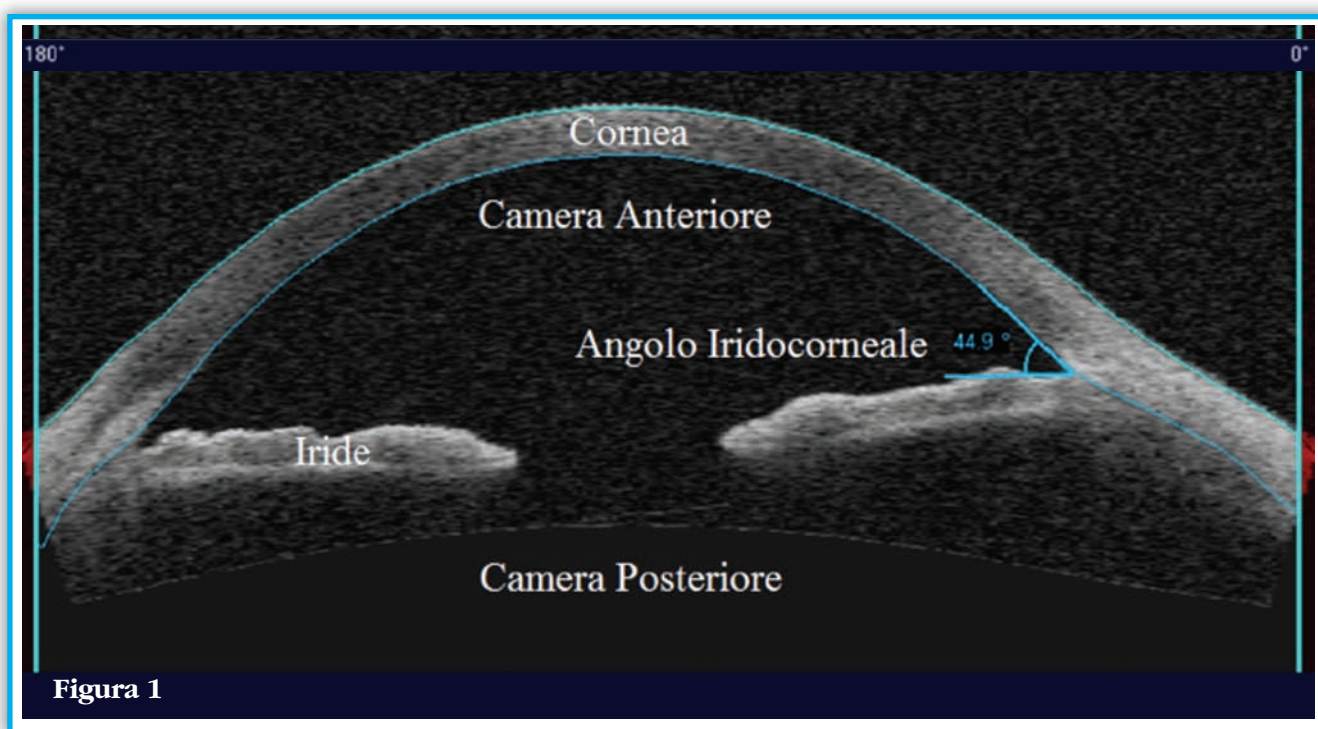 180°
0°
Cornea
Camera Anteriore
Angolo Iridocorneale
44.9 °
Iride
Camera Posteriore
Figura 1